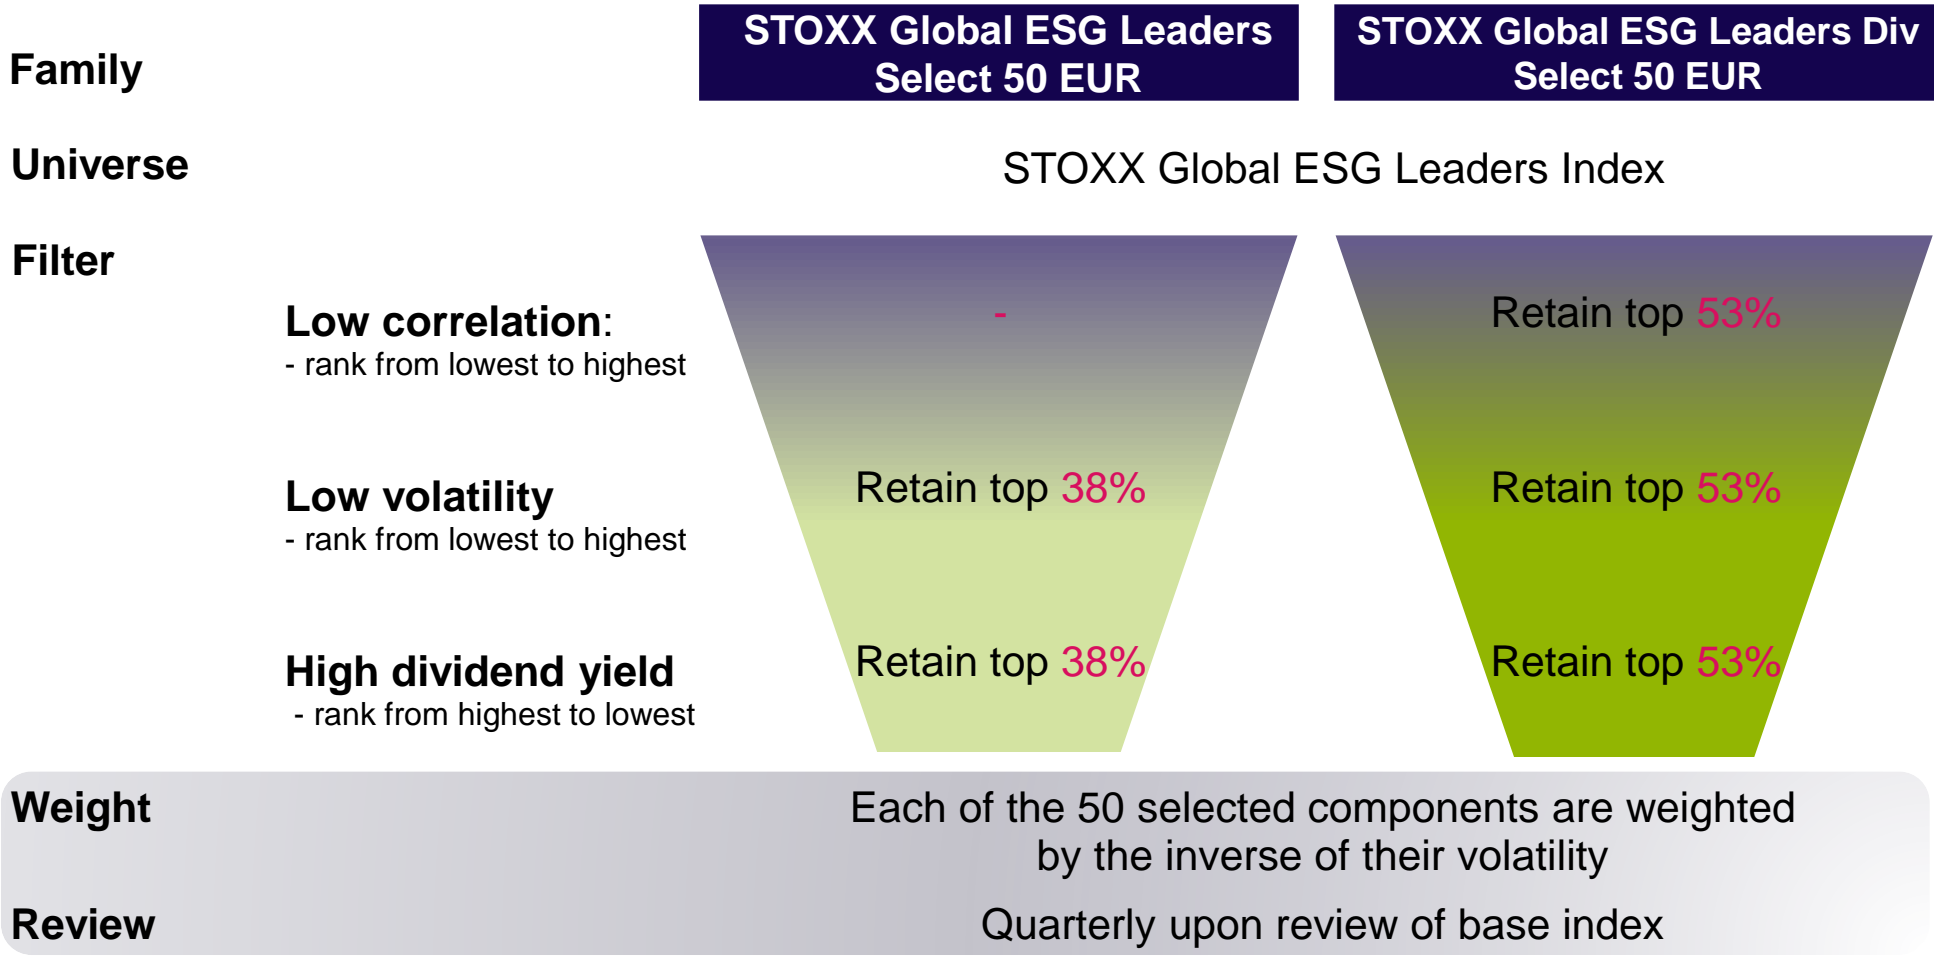 Family
STOXX Global ESG Leaders
Select 50 EUR
STOXX Global ESG Leaders Div
Select 50 EUR
Universe
STOXX Global ESG Leaders Index
Filter
Low correlation:
- rank from lowest to highest
-
Retain top 53%
Low volatility
- rank from lowest to highest
Retain top 38%
Retain top 53%
High dividend yield
- rank from highest to lowest
Retain top 38%
Retain top 53%
Weight
Each of the 50 selected components are weighted
by the inverse of their volatility
Review
Quarterly upon review of base index